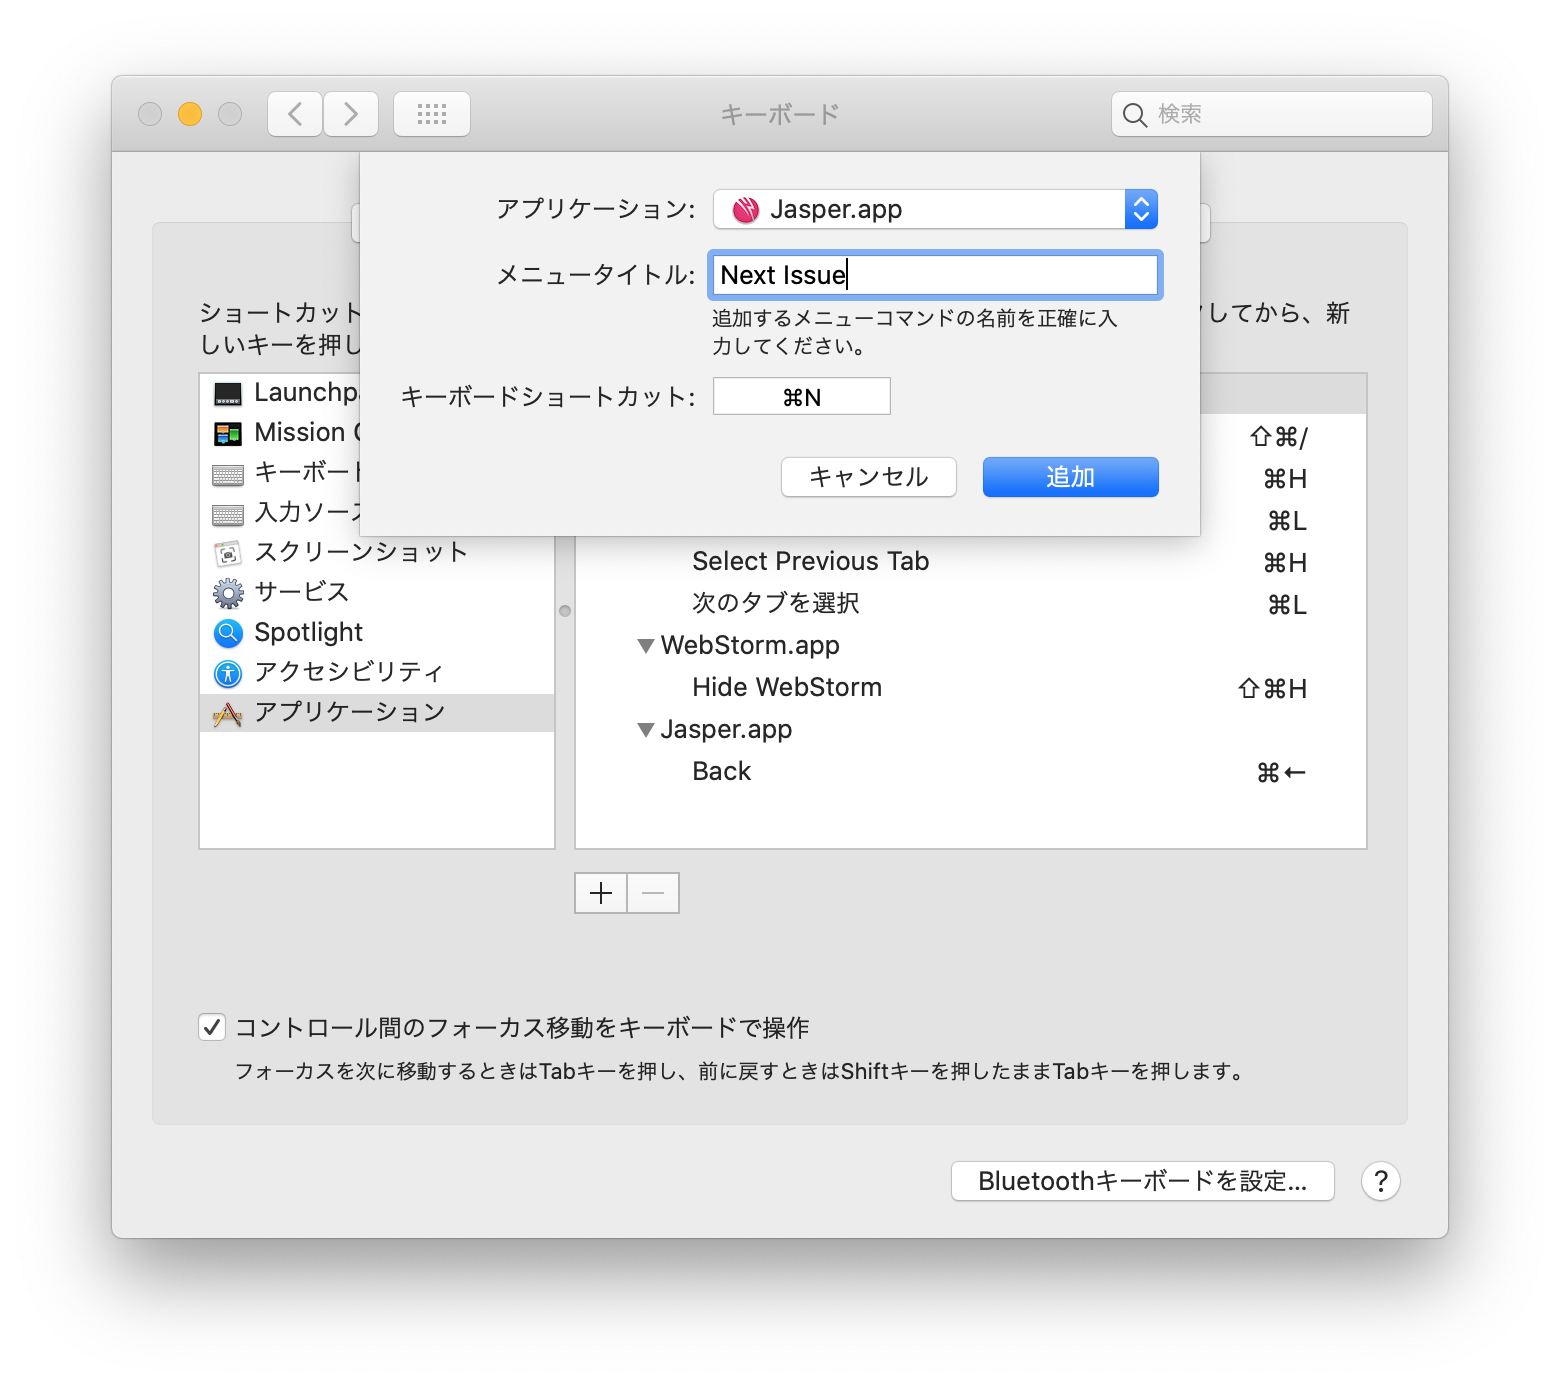 キーボード
検索
アプリケーション:
Jasper.app
メニュータイトル:
Next Issue
追加するメニューコマンドの名前を正確に入
力してください。
キーボードショートカット:
⌘N
キャンセル
追加
ショートカット
してから、新
しいキーを押し
Launchp
Mission
キーボー
入力ソース
スクリーンショット
サービス
Spotlight
アクセシビリティ
アプリケーション
⇧⌘/
⌘H
⌘L
Select Previous Tab ⌘H
次のタブを選択 ⌘L
WebStorm.app
Hide WebStorm ⇧⌘H
Jasper.app
Back ⌘←
コントロール間のフォーカス移動をキーボードで操作
フォーカスを次に移動するときはTabキーを押し、前に戻すときはShiftキーを押したままTabキーを押します。
Bluetoothキーボードを設定...
?